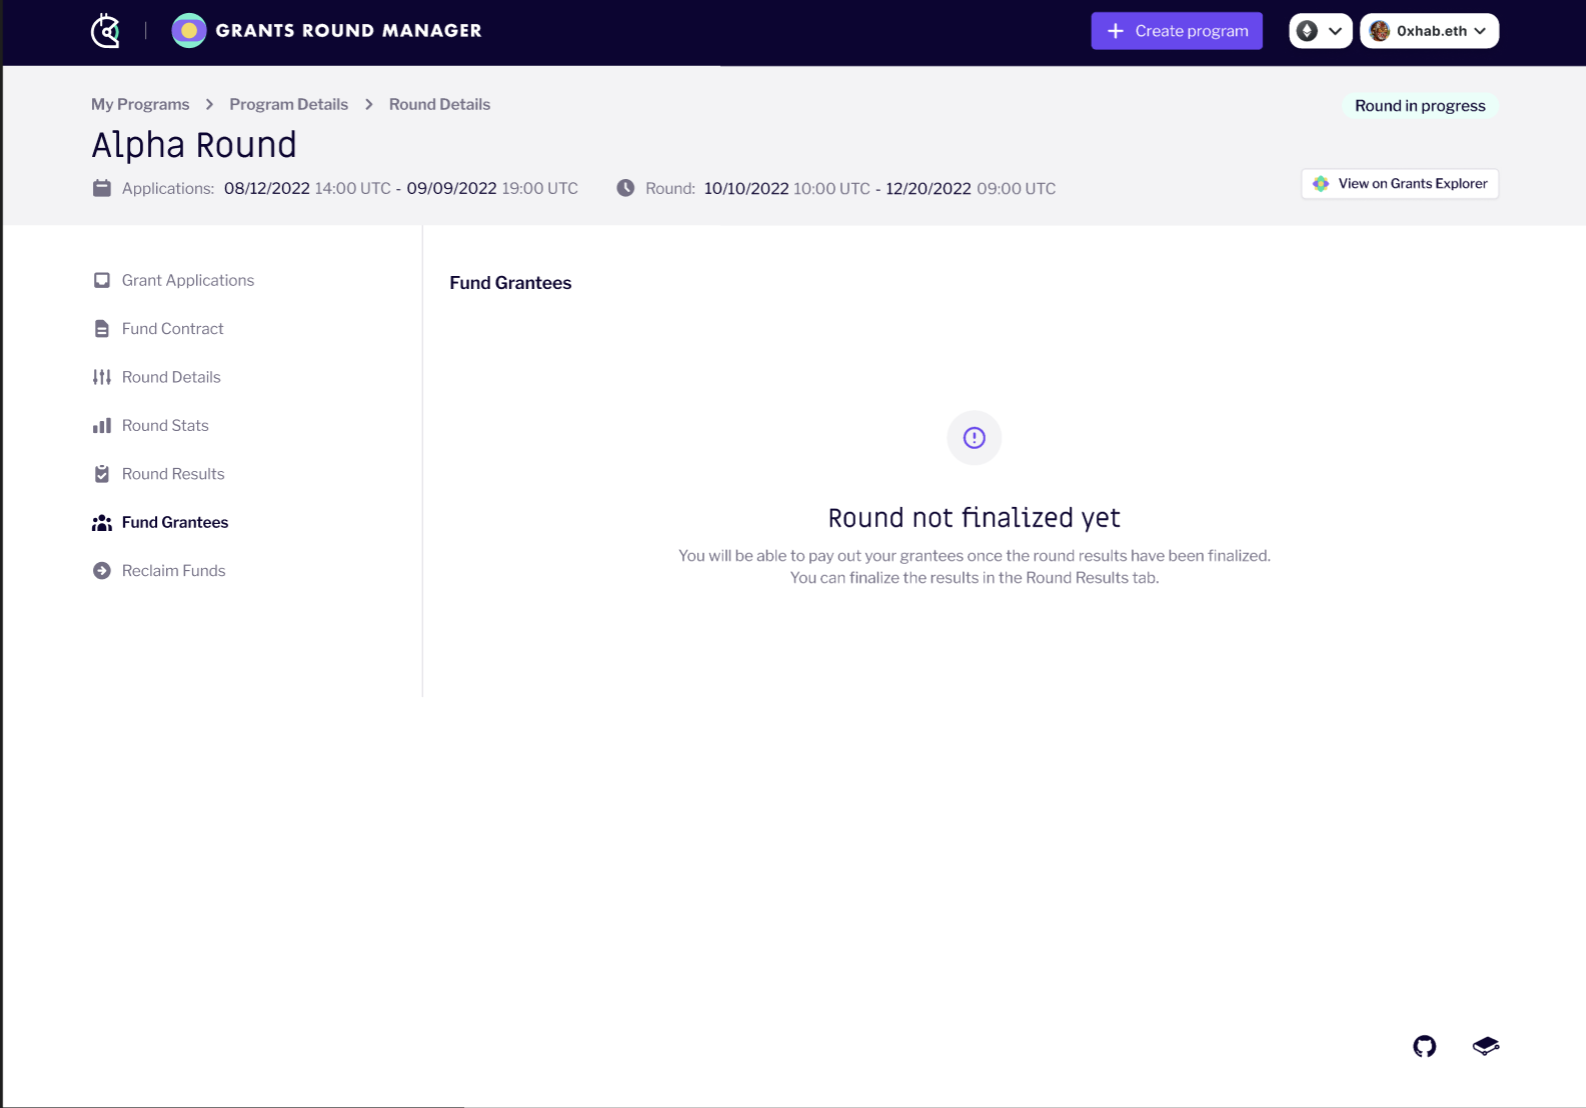 GRANTS ROUND MANAGER
Create program
0xhab.eth
My Programs > Program Details > Round Details
Round in progress
Alpha Round
Applications: 08/12/2022 14:00 UTC - 09/09/2022 19:00 UTC
Round: 10/10/2022 10:00 UTC - 12/20/2022 09:00 UTC
View on Grants Explorer
Grant Applications
Fund Contract
Round Details
Round Stats
Round Results
Fund Grantees
Reclaim Funds
Fund Grantees
Round not finalized yet
You will be able to pay out your grantees once the round results have been finalized.
You can finalize the results in the Round Results tab.